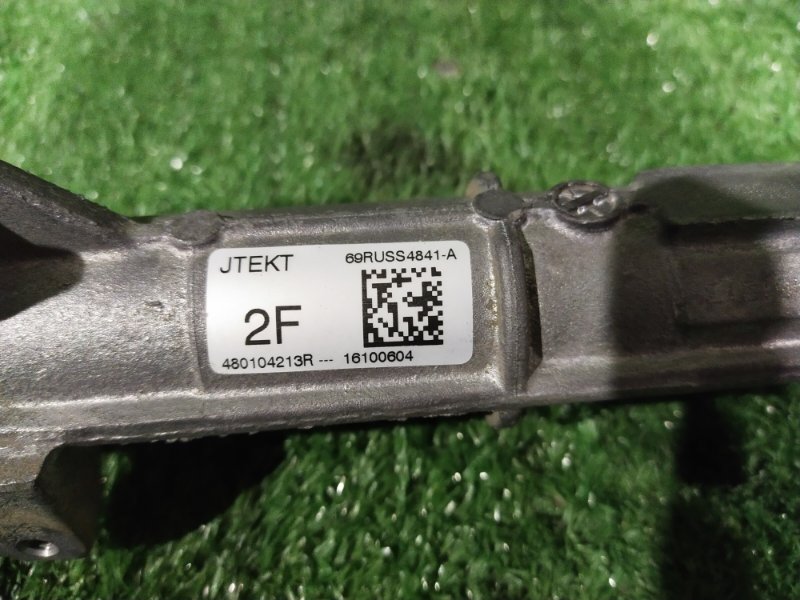 JTEKT 69RUSS4841-A
2F
480104213R --- 16100604